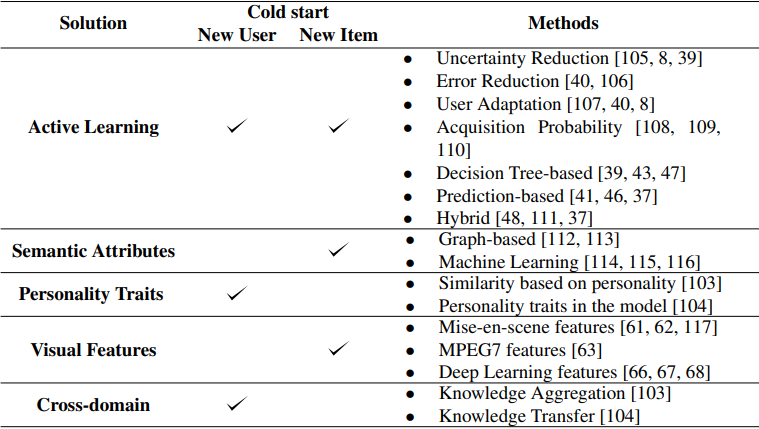 Solution Cold start Methods
New User New Item
Active Learning ✓ ✓
• Uncertainty Reduction [105, 8, 39]
• Error Reduction [40, 106]
• User Adaptation [107, 40, 8]
• Acquisition Probability [108, 109,
110]
• Decision Tree-based [39, 43, 47]
• Prediction-based [41, 46, 37]
• Hybrid [48, 111, 37]
Semantic Attributes ✓
• Graph-based [112, 113]
• Machine Learning [114, 115, 116]
Personality Traits ✓
• Similarity based on personality [103]
• Personality traits in the model [104]
Visual Features ✓
• Mise-en-scene features [61, 62, 117]
• MPEG7 features [63]
• Deep Learning features [66, 67, 68]
Cross-domain ✓
• Knowledge Aggregation [103]
• Knowledge Transfer [104]